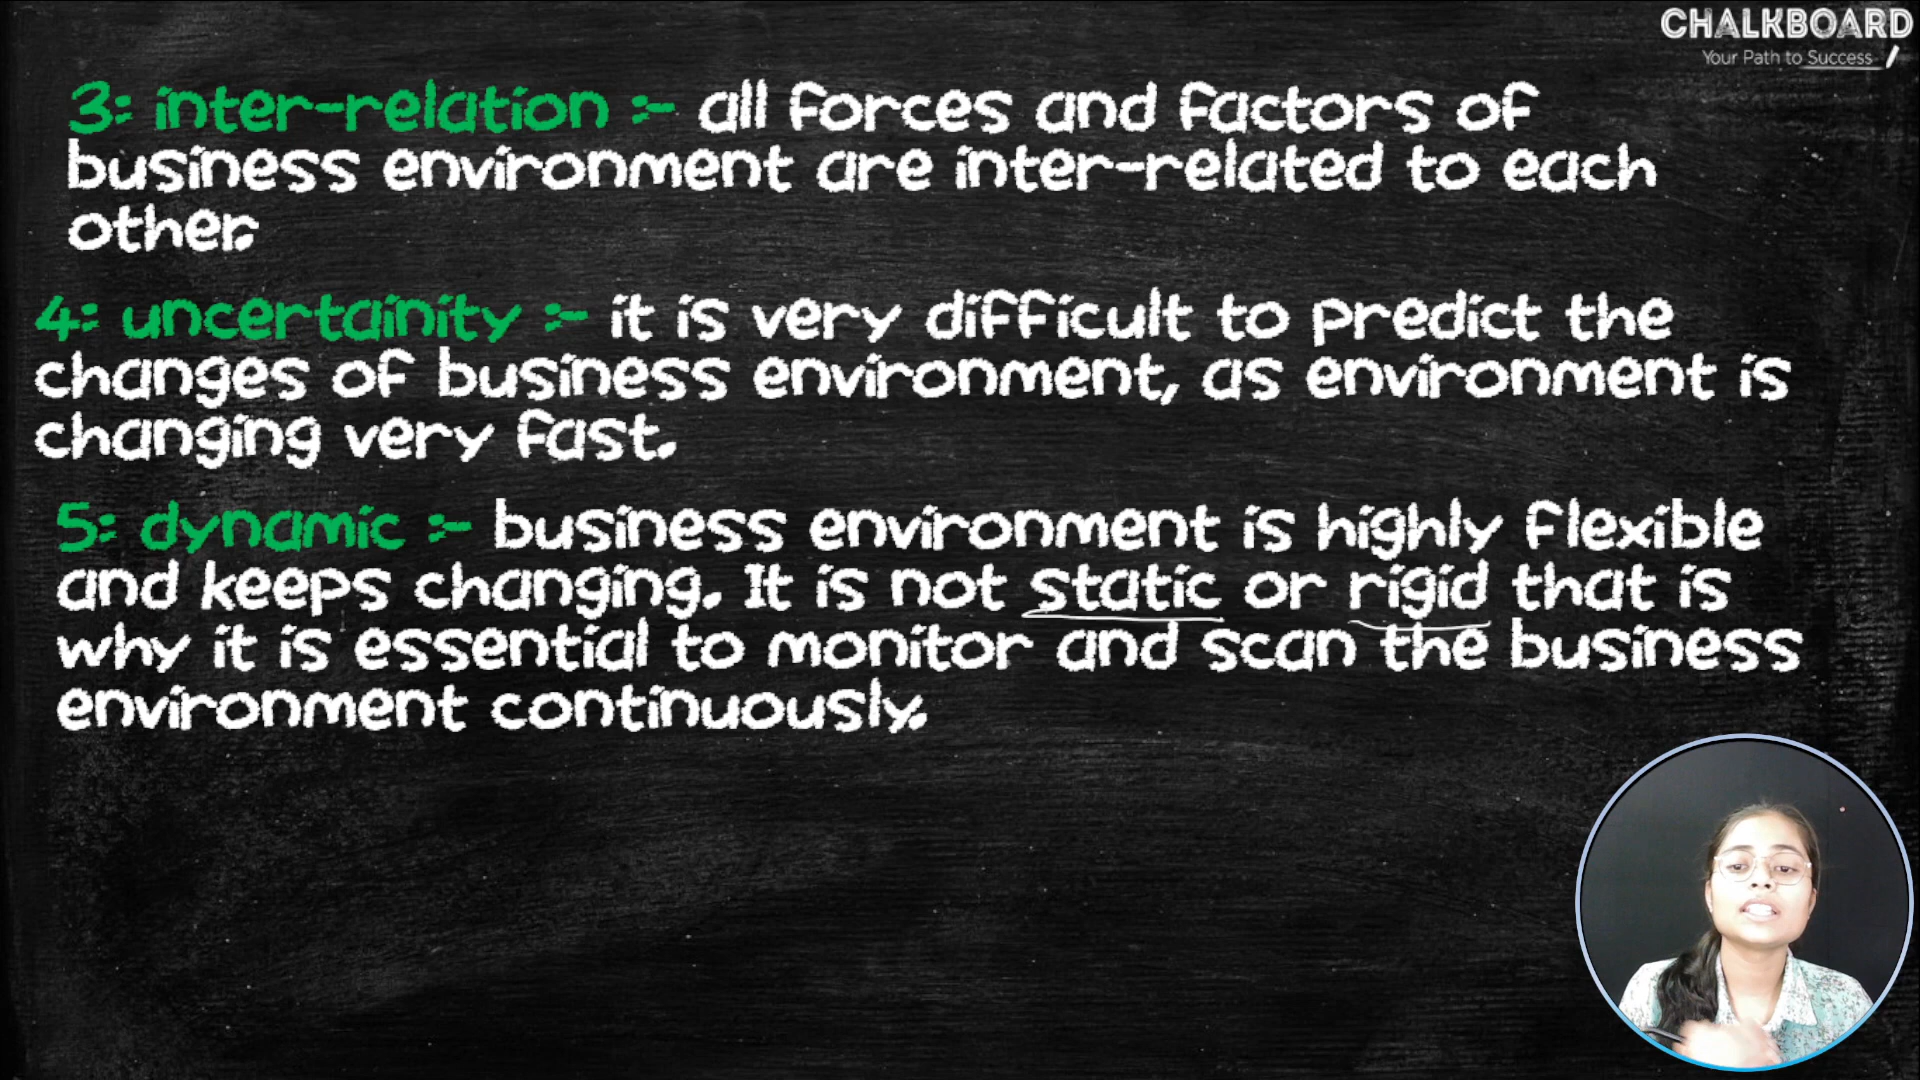 CHALKBOARD
Your Path to Success
3: inter-relation :- all forces and factors of
business environment are inter-related to each
other.
4: uncertainity :- it is very difficult to predict the
changes of business environment, as environment is
changing very fast.
5: dynamic :- business environment is highly flexible
and keeps changing. It is not static or rigid that is
why it is essential to monitor and scan the business
environment continuously.